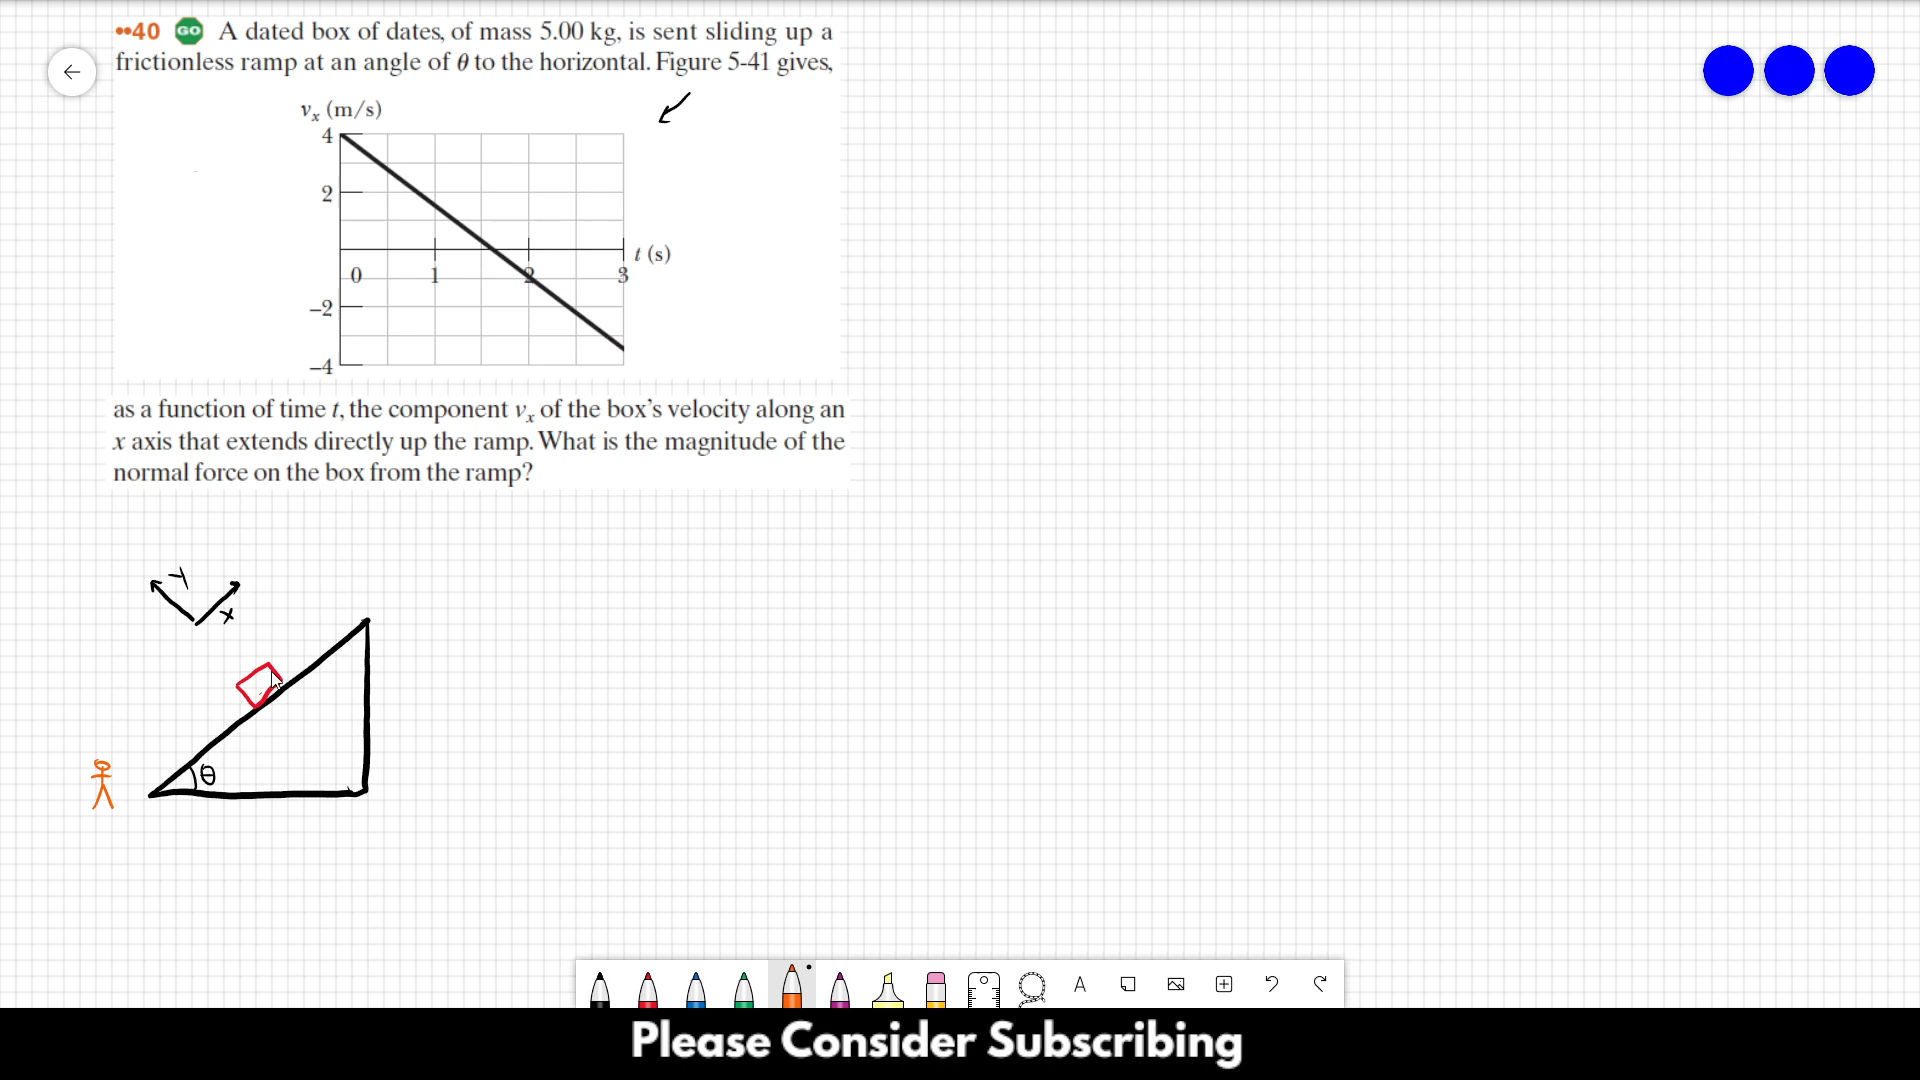 ••40 GO A dated box of dates, of mass 5.00 kg, is sent sliding up a
frictionless ramp at an angle of θ to the horizontal. Figure 5-41 gives,
vx (m/s)
4
2
t (s)
0 1 2 3
–2
–4
as a function of time t, the component vx of the box's velocity along an
x axis that extends directly up the ramp. What is the magnitude of the
normal force on the box from the ramp?
y
x
θ
A
Please Consider Subscribing